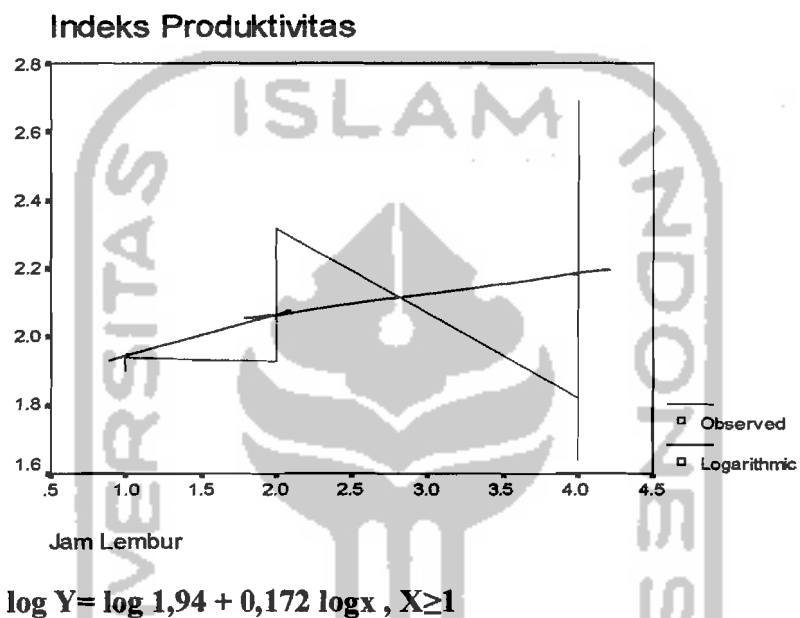 Indeks Produktivitas
2.8
2.6
2.4
2.2
2.0
1.8
1.6
.5 1.0 1.5 2.0 2.5 3.0 3.5 4.0 4.5
Observed
Logarithmic
Jam Lembur
log Y= log 1,94 + 0,172 logx , X≥1
ISLAM
VERSITAS
INDONES